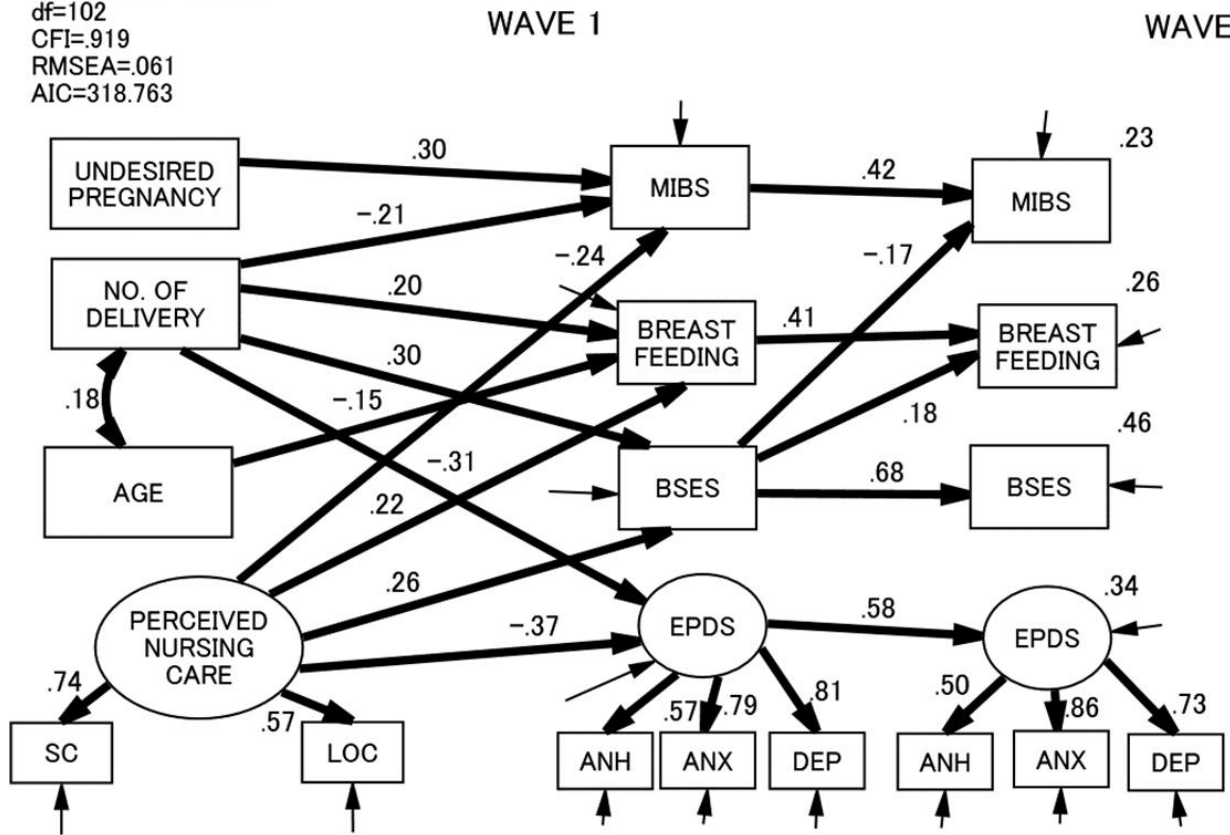 df=102
CFI=.919
RMSEA=.061
AIC=318.763
WAVE 1
WAVE
UNDESIRED
PREGNANCY
.30
MIBS
.42
MIBS
.23
-.21
-.24
-.17
NO. OF
DELIVERY
.20
BREAST
FEEDING
.41
BREAST
FEEDING
.26
.30
.18
-.15
.18
.46
AGE
-.31
.22
BSES
.68
BSES
PERCEIVED
NURSING
CARE
.26
-.37
EPDS
.58
EPDS
.34
.74
.57
.57
.79
.81
.50
.86
.73
SC
LOC
ANH
ANX
DEP
ANH
ANX
DEP